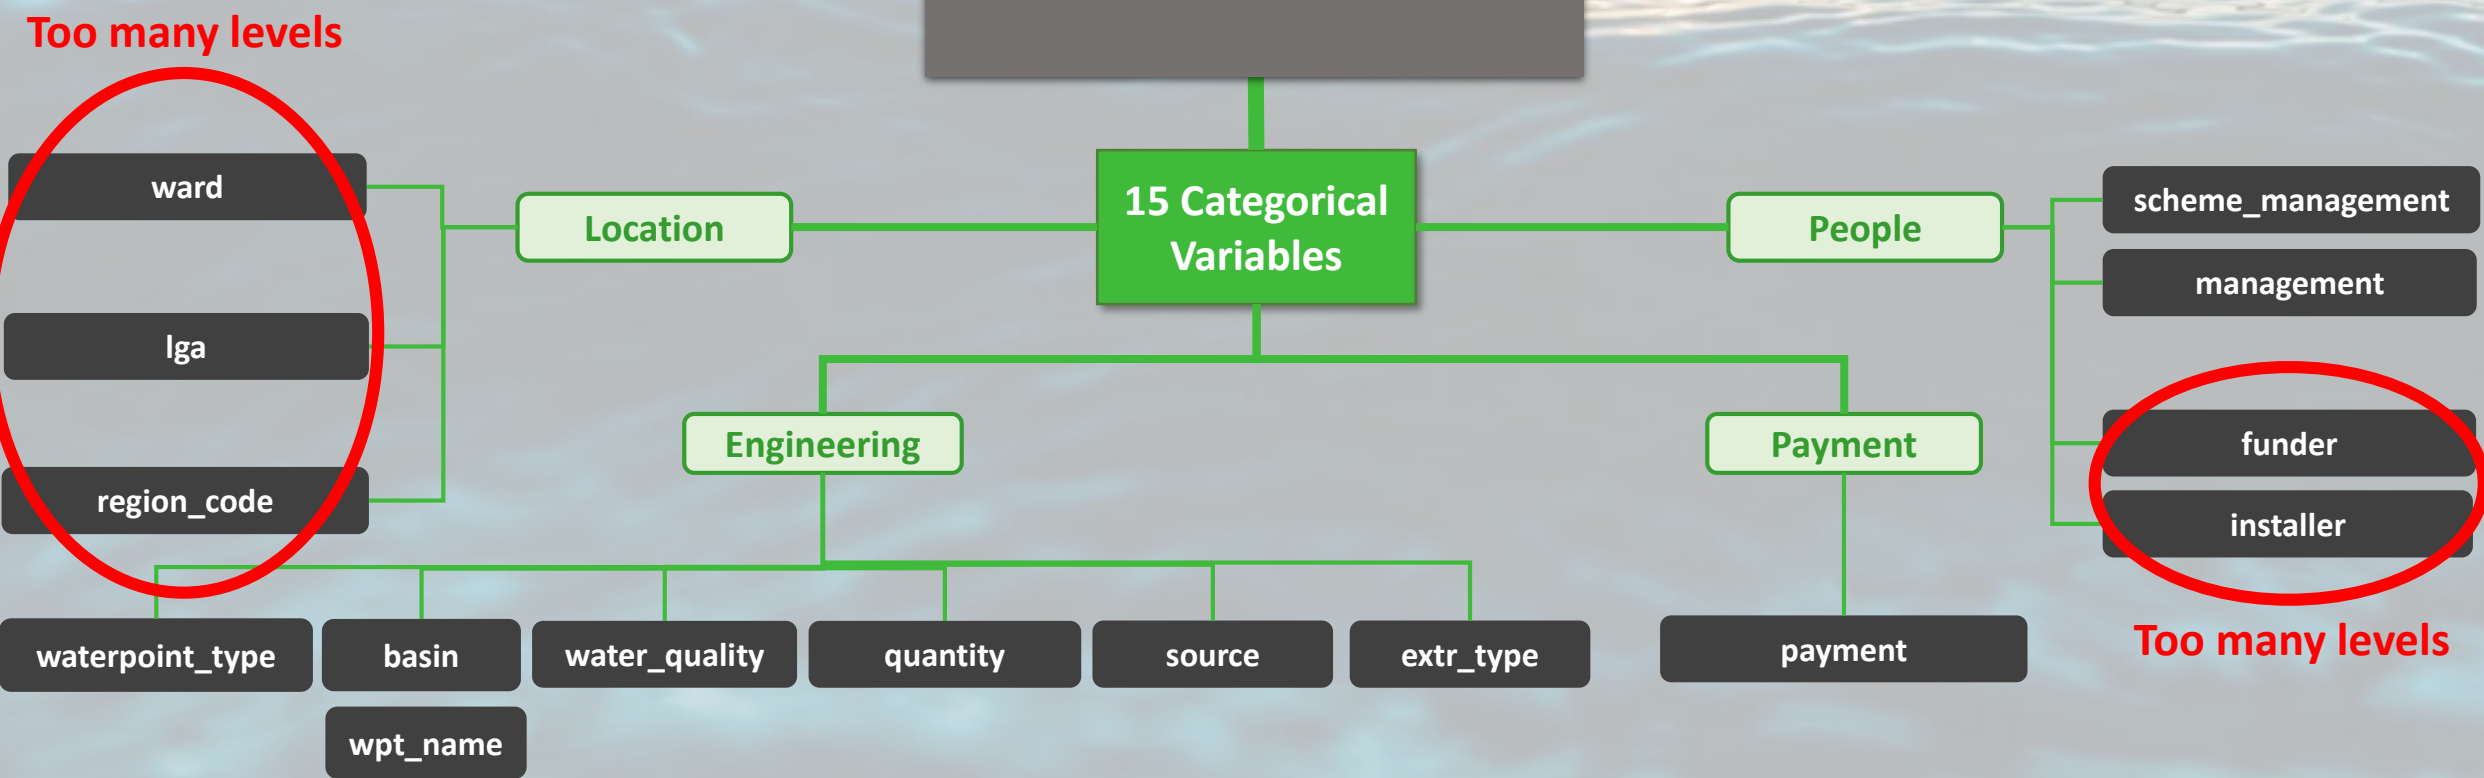 Too many levels
15 Categorical
Variables
Location
ward
lga
region_code
People
scheme_management
management
funder
installer
Too many levels
Engineering
waterpoint_type
basin
water_quality
quantity
source
extr_type
wpt_name
Payment
payment